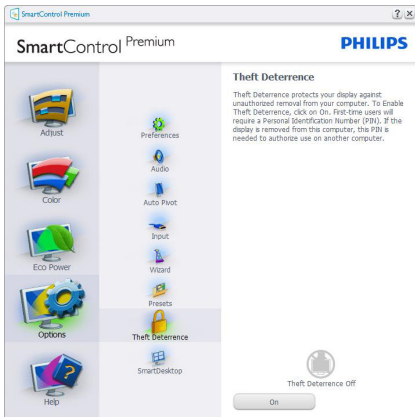 SmartControl Premium
SmartControl Premium
PHILIPS
Adjust
Color
Eco Power
Options
Help
Preferences
Audio
Auto Pivot
Input
Wizard
Presets
Theft Deterrence
SmartDesktop
Theft Deterrence
Theft Deterrence protects your display against
unauthorized removal from your computer. To Enable
Theft Deterrence, click on On. First-time users will
require a Personal Identification Number (PIN). If the
display is removed from this computer, this PIN is
needed to authorize use on another computer.
Theft Deterrence Off
On